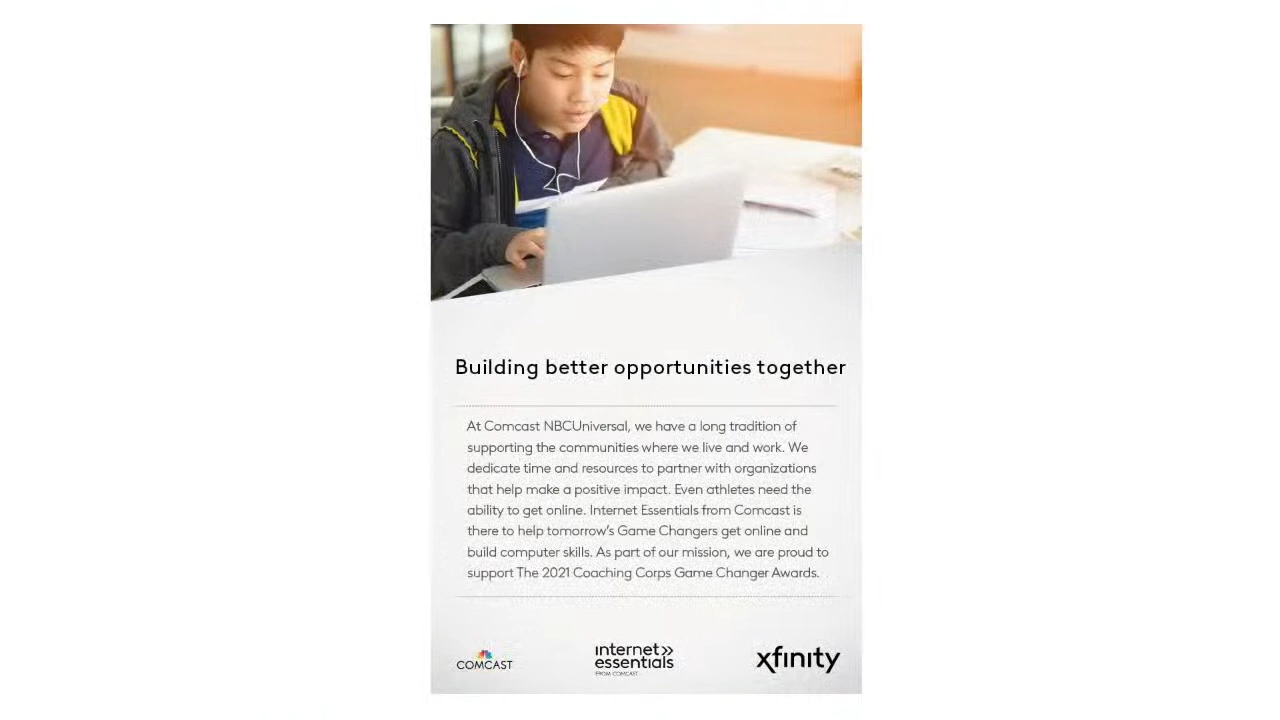 Building better opportunities together
At Comcast NBCUniversal, we have a long tradition of
supporting the communities where we live and work. We
dedicate time and resources to partner with organizations
that help make a positive impact. Even athletes need the
ability to get online. Internet Essentials from Comcast is
there to help tomorrow's Game Changers get online and
build computer skills. As part of our mission, we are proud to
support The 2021 Coaching Corps Game Changer Awards.
COMCAST
internet
essentials
FROM COMCAST
xfinity